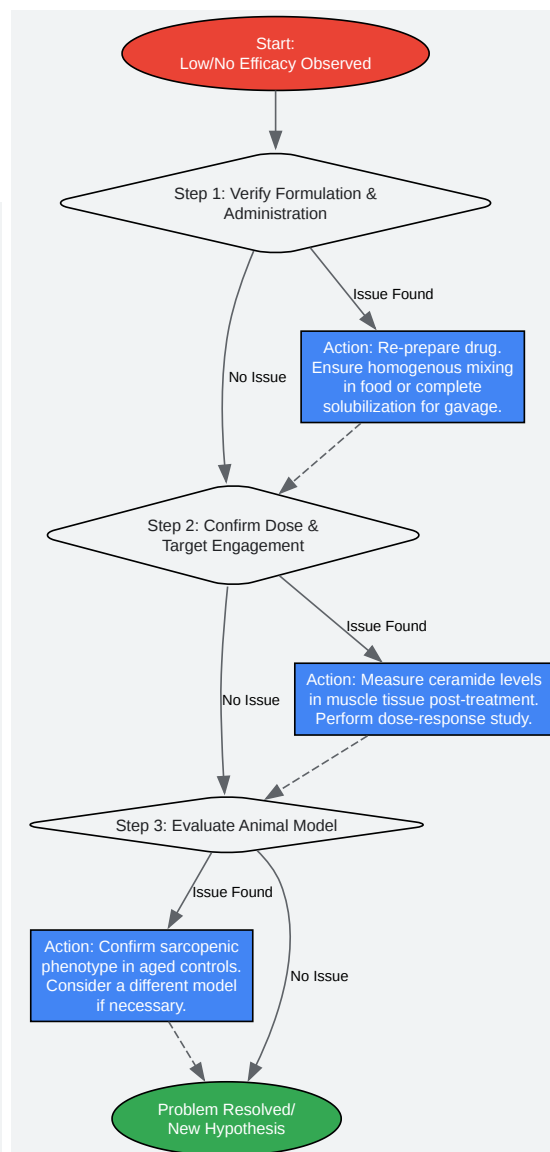 Start:
Low/No Efficacy Observed
Step 1: Verify Formulation &
Administration
Issue Found
Action: Re-prepare drug.
Ensure homogenous mixing
in food or complete
solubilization for gavage.
No Issue
Step 2: Confirm Dose &
Target Engagement
Issue Found
Action: Measure ceramide levels
in muscle tissue post-treatment.
Perform dose-response study.
No Issue
Step 3: Evaluate Animal Model
Issue Found
Action: Confirm sarcopenic
phenotype in aged controls.
Consider a different model
if necessary.
No Issue
Problem Resolved/
New Hypothesis